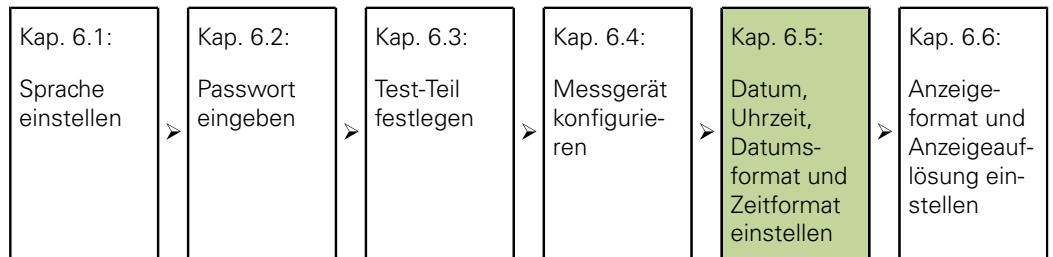 Kap. 6.1:
Sprache
einstellen
➢
Kap. 6.2:
Passwort
eingeben
➢
Kap. 6.3:
Test-Teil
festlegen
➢
Kap. 6.4:
Messgerät
konfigurie-
ren
➢
Kap. 6.5:
Datum,
Uhrzeit,
Datums-
format und
Zeitformat
einstellen
➢
Kap. 6.6:
Anzeige-
format und
Anzeigeauf-
lösung ein-
stellen